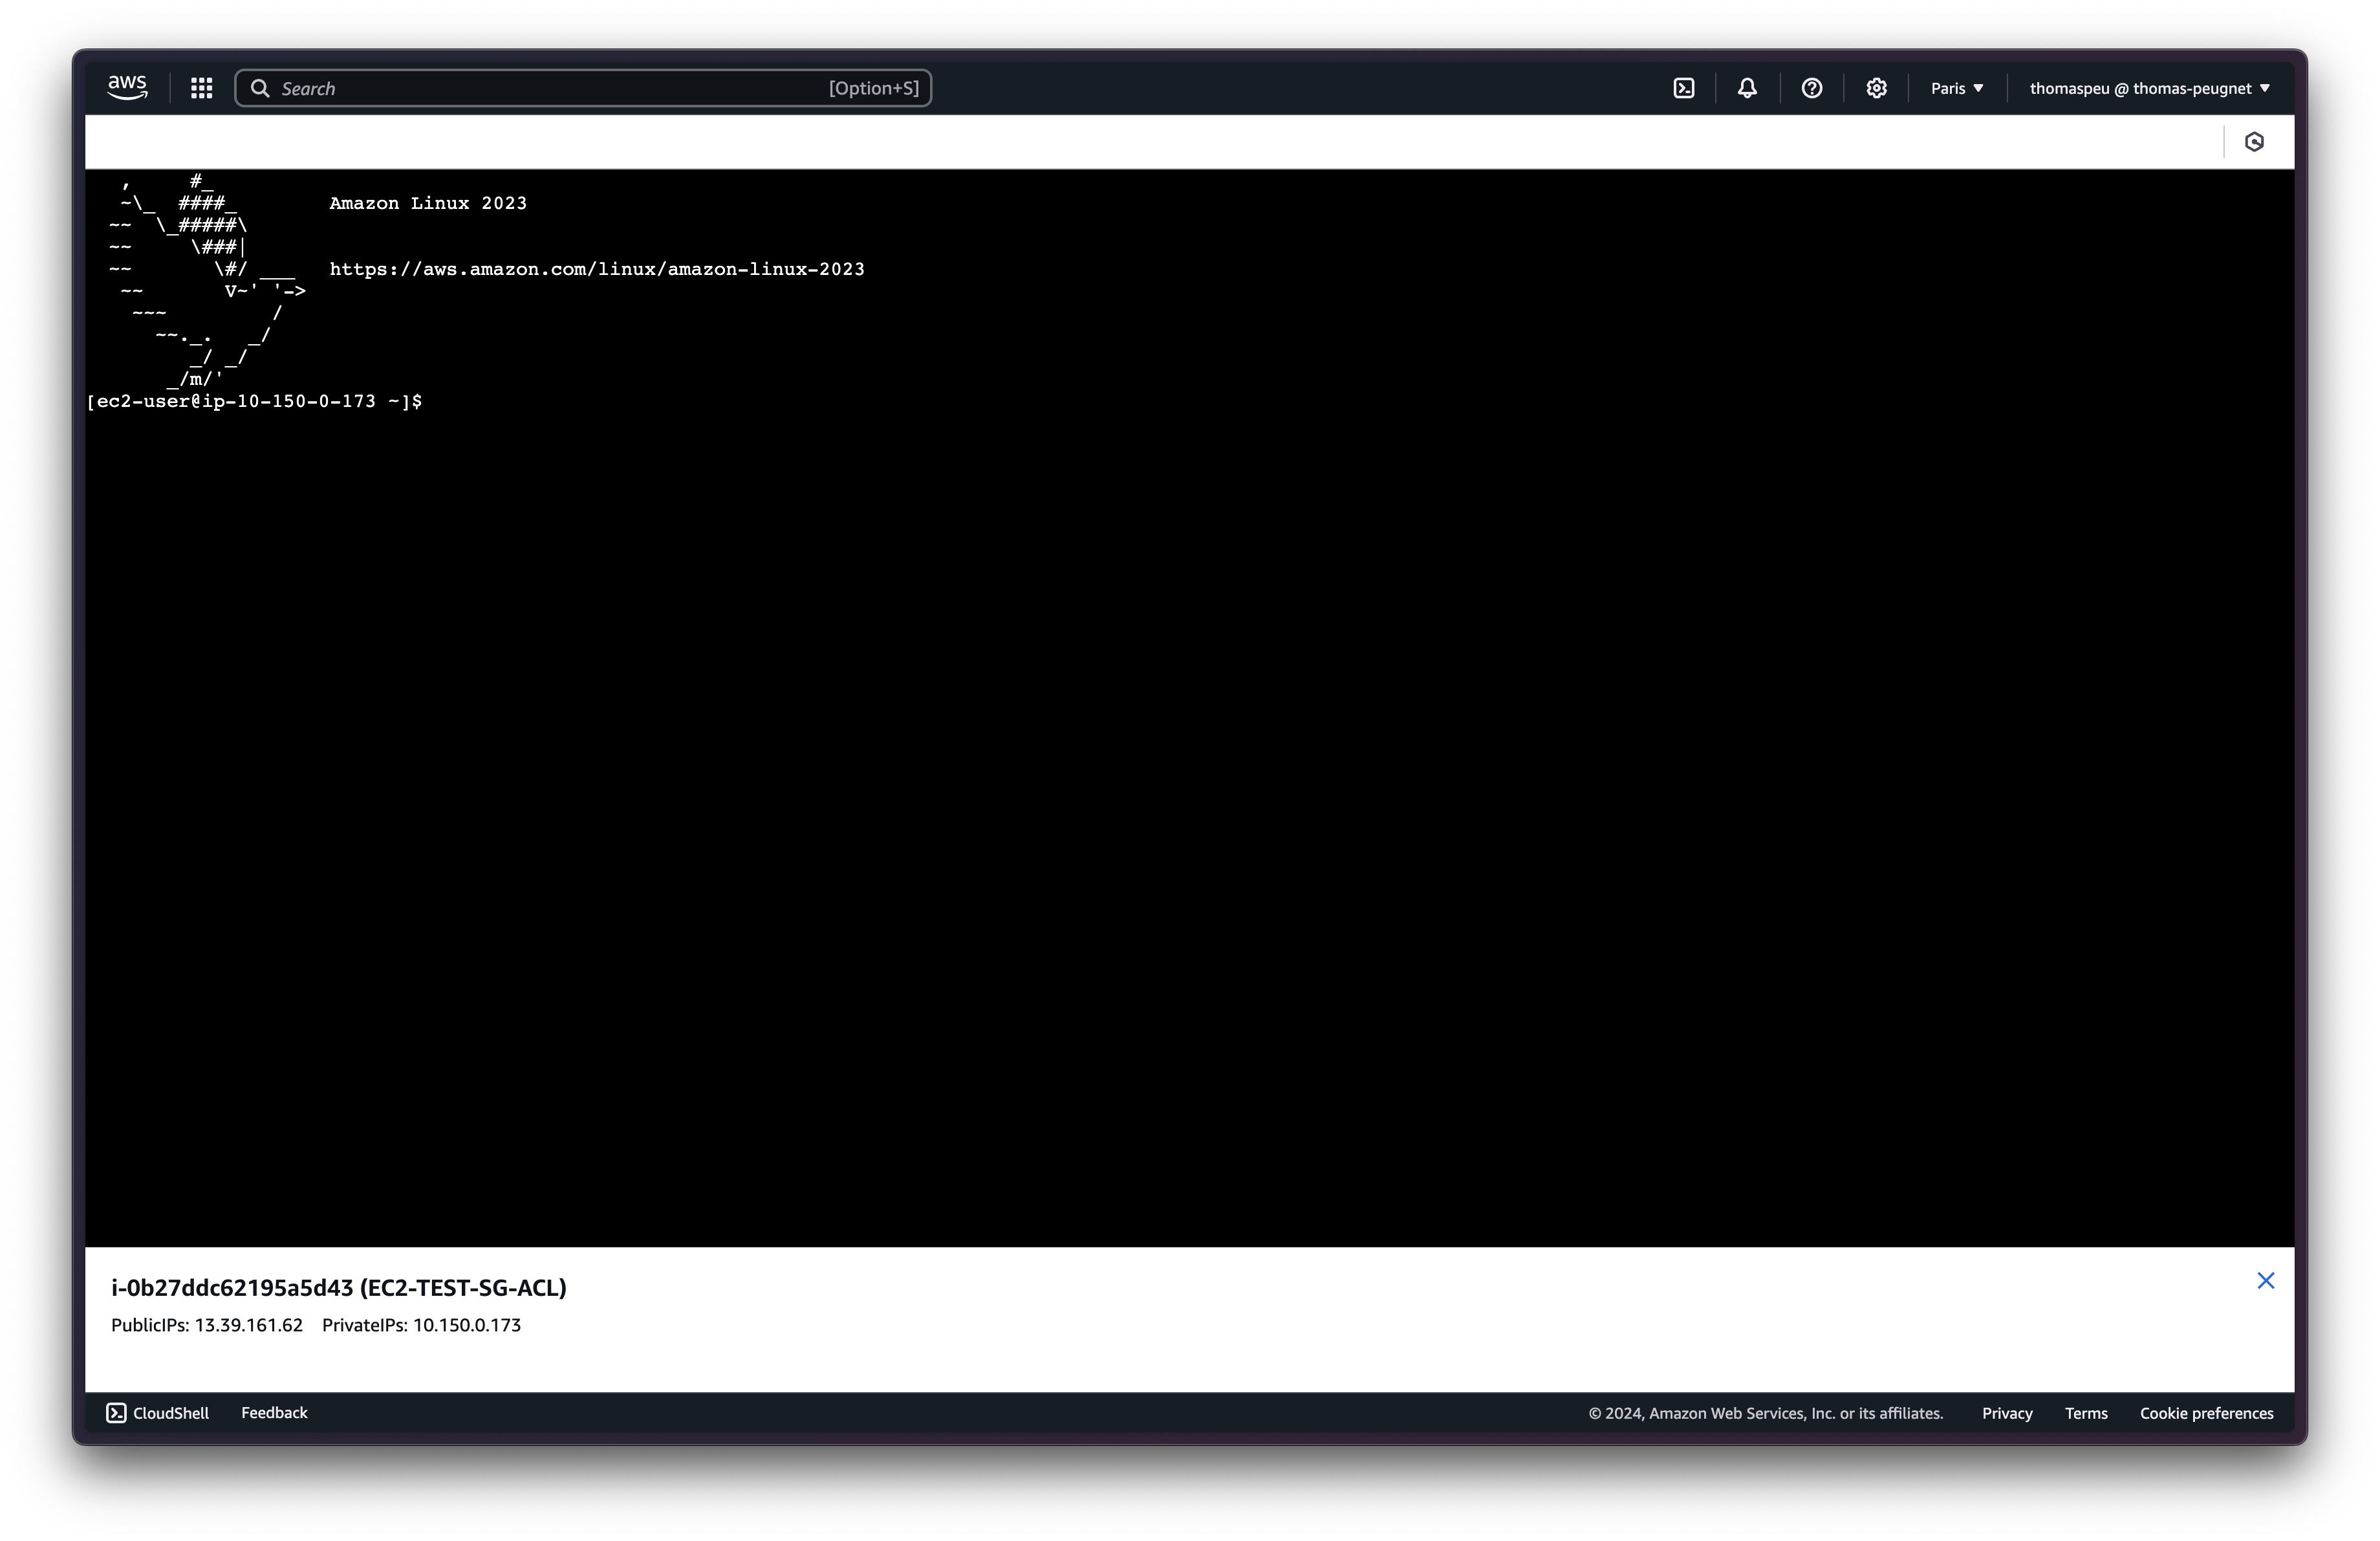 aws
Search [Option+S]
Paris ▼
thomaspeu @ thomas-peugnet ▼
   ,     #_
   ~\_  ####_        Amazon Linux 2023
  ~~  \_#####\
  ~~     \###|
  ~~       \#/ ___   https://aws.amazon.com/linux/amazon-linux-2023
   ~~       V~' '->
    ~~~         /
      ~~._.   _/
         _/ _/
       _/m/'
[ec2-user@ip-10-150-0-173 ~]$
i-0b27ddc62195a5d43 (EC2-TEST-SG-ACL)
PublicIPs: 13.39.161.62 PrivateIPs: 10.150.0.173
CloudShell Feedback © 2024, Amazon Web Services, Inc. or its affiliates. Privacy Terms Cookie preferences